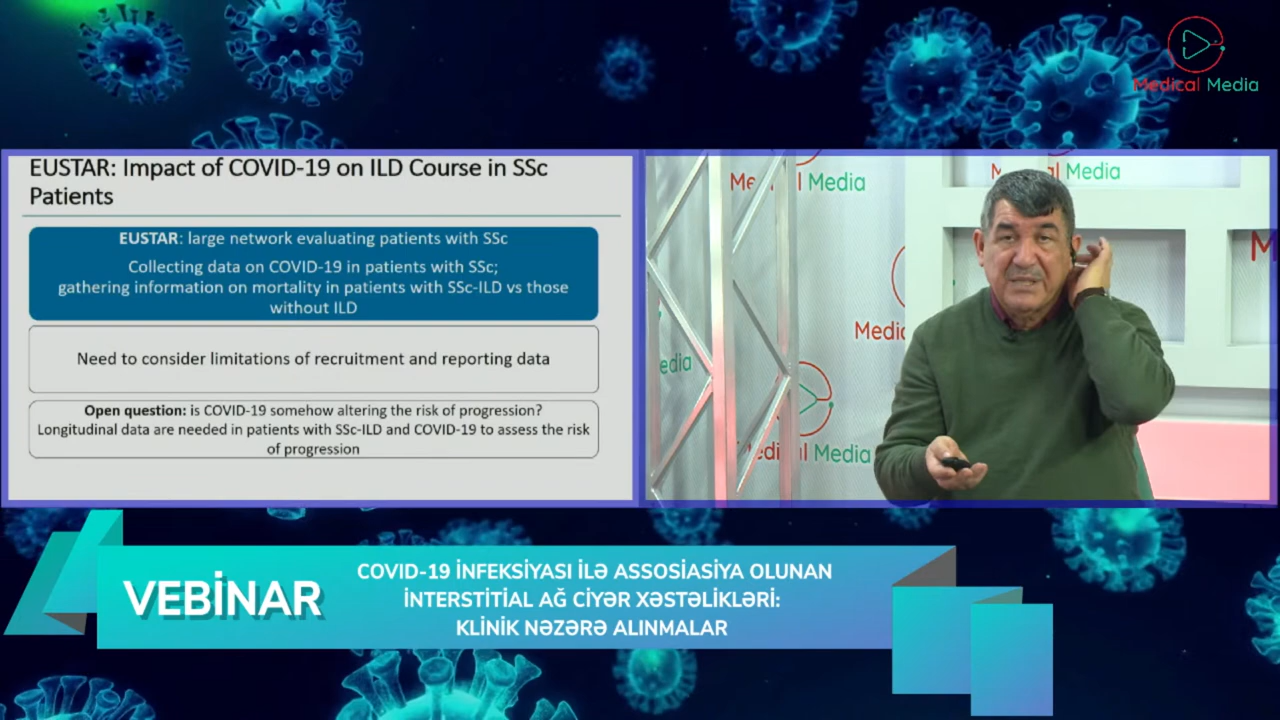 Medical Media
EUSTAR: Impact of COVID-19 on ILD Course in SSc
Patients
EUSTAR: large network evaluating patients with SSc
Collecting data on COVID-19 in patients with SSc;
gathering information on mortality in patients with SSc-ILD vs those
without ILD
Need to consider limitations of recruitment and reporting data
Open question: is COVID-19 somehow altering the risk of progression?
Longitudinal data are needed in patients with SSc-ILD and COVID-19 to assess the risk
of progression
Media
Media
edia
Medic
Media
M
VEBİNAR
COVID-19 İNFEKSİYASI İLƏ ASSOSİASİYA OLUNAN
İNTERSTİTİAL AĞ CİYƏR XƏSTƏLİKLƏRİ:
KLİNİK NƏZƏRƏ ALINMALAR